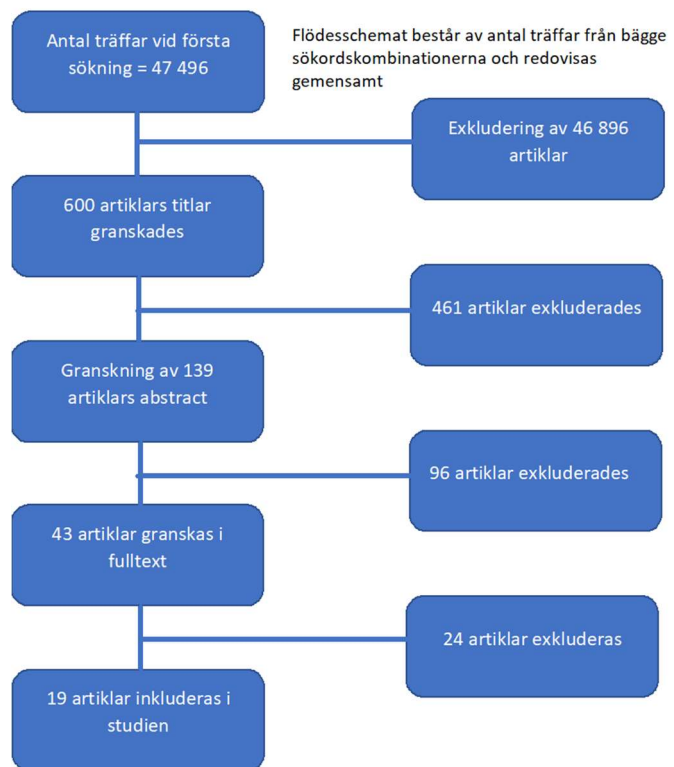 Antal träffar vid första
sökning = 47 496
Flödesschemat består av antal träffar från bägge
sökordskombinationerna och redovisas
gemensamt
Exkludering av 46 896
artiklar
600 artiklars titlar
granskades
461 artiklar exkluderades
Granskning av 139
artiklars abstract
96 artiklar exkluderades
43 artiklar granskas i
fulltext
24 artiklar exkluderas
19 artiklar inkluderas i
studien